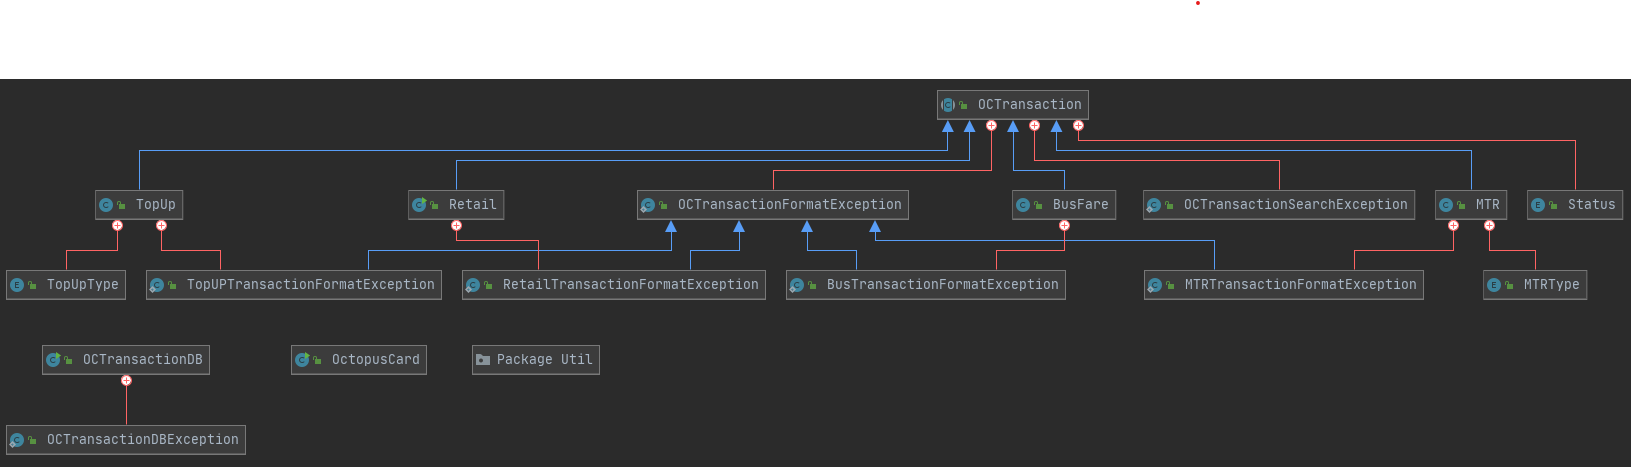 OCTransaction
TopUp
Retail
OCTransactionFormatException
BusFare
OCTransactionSearchException
MTR
Status
TopUpType
TopUPTransactionFormatException
RetailTransactionFormatException
BusTransactionFormatException
MTRTransactionFormatException
MTRType
OCTransactionDB
OctopusCard
Package Util
OCTransactionDBException